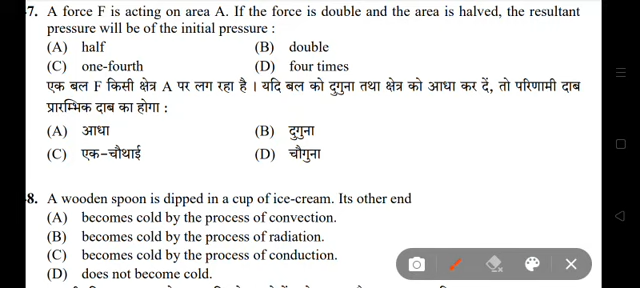 7. A force F is acting on area A. If the force is double and the area is halved, the resultant
pressure will be of the initial pressure :
(A) half (B) double
(C) one-fourth (D) four times
एक बल F किसी क्षेत्र A पर लग रहा है । यदि बल को दुगुना तथा क्षेत्र को आधा कर दें, तो परिणामी दाब
प्रारम्भिक दाब का होगा :
(A) आधा (B) दुगुना
(C) एक-चौथाई (D) चौगुना
8. A wooden spoon is dipped in a cup of ice-cream. Its other end
(A) becomes cold by the process of convection.
(B) becomes cold by the process of radiation.
(C) becomes cold by the process of conduction.
(D) does not become cold.